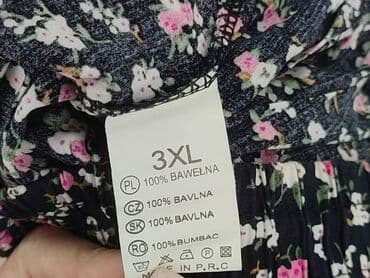 3XL
PL 100% BAWEŁNA
CZ 100% BAVLNA
SK 100% BAVLNA
RO 100% BUMBAC
IN P.R.C